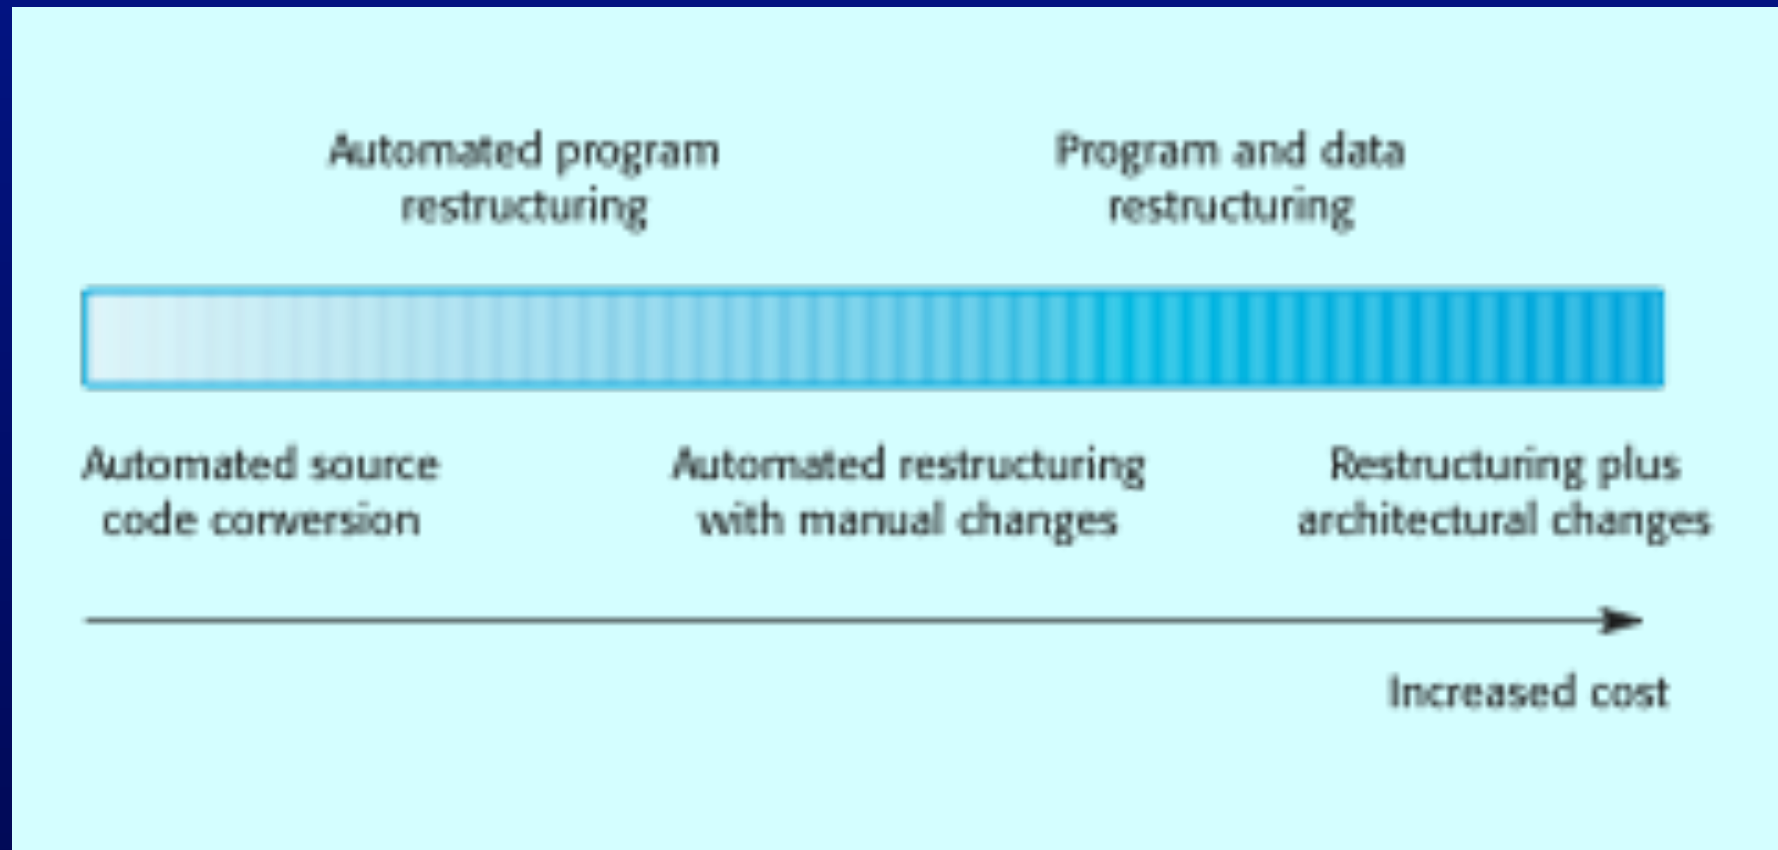 Automated program
restructuring
Program and data
restructuring
Automated source
code conversion
Automated restructuring
with manual changes
Restructuring plus
architectural changes
Increased cost